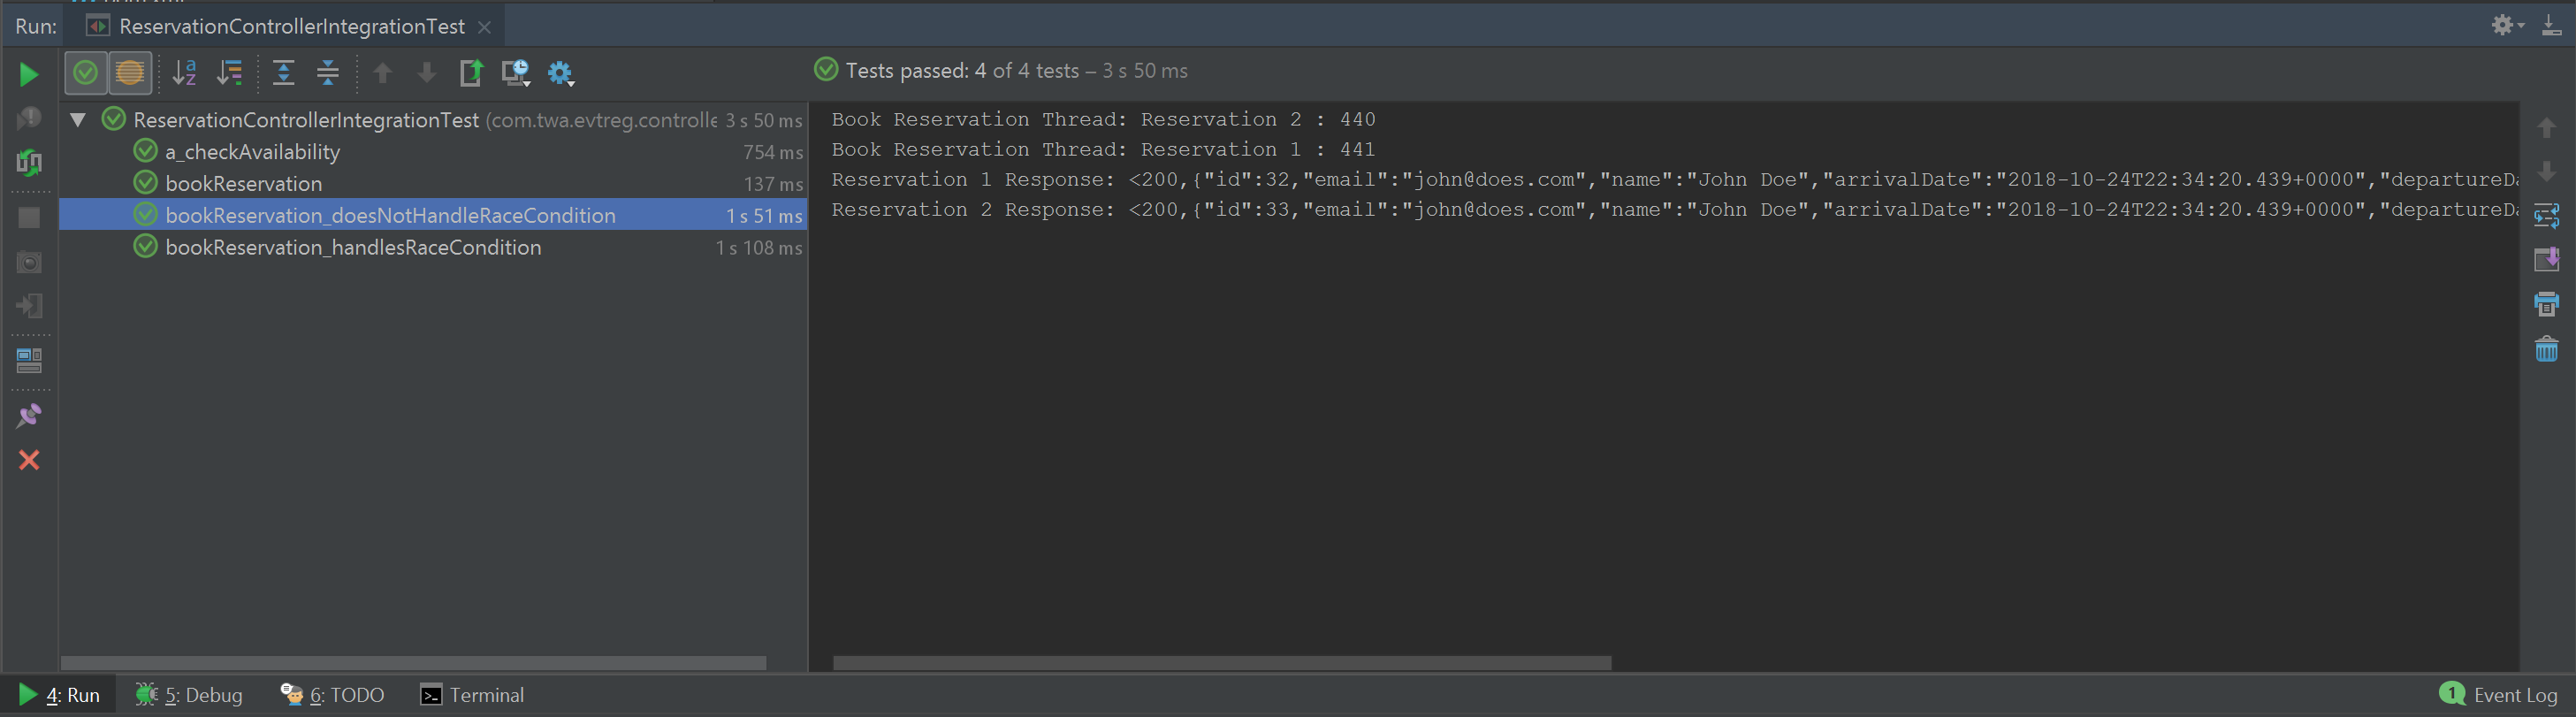 Run: ReservationControllerIntegrationTest
Tests passed: 4 of 4 tests – 3 s 50 ms
ReservationControllerIntegrationTest (com.twa.evtreg.controlle 3 s 50 ms
a_checkAvailability 754 ms
bookReservation 137 ms
bookReservation_doesNotHandleRaceCondition 1 s 51 ms
bookReservation_handlesRaceCondition 1 s 108 ms
Book Reservation Thread: Reservation 2 : 440
Book Reservation Thread: Reservation 1 : 441
Reservation 1 Response: <200,{"id":32,"email":"john@does.com","name":"John Doe","arrivalDate":"2018-10-24T22:34:20.439+0000","departureDa
Reservation 2 Response: <200,{"id":33,"email":"john@does.com","name":"John Doe","arrivalDate":"2018-10-24T22:34:20.439+0000","departureDa
4: Run 5: Debug 6: TODO Terminal 1 Event Log